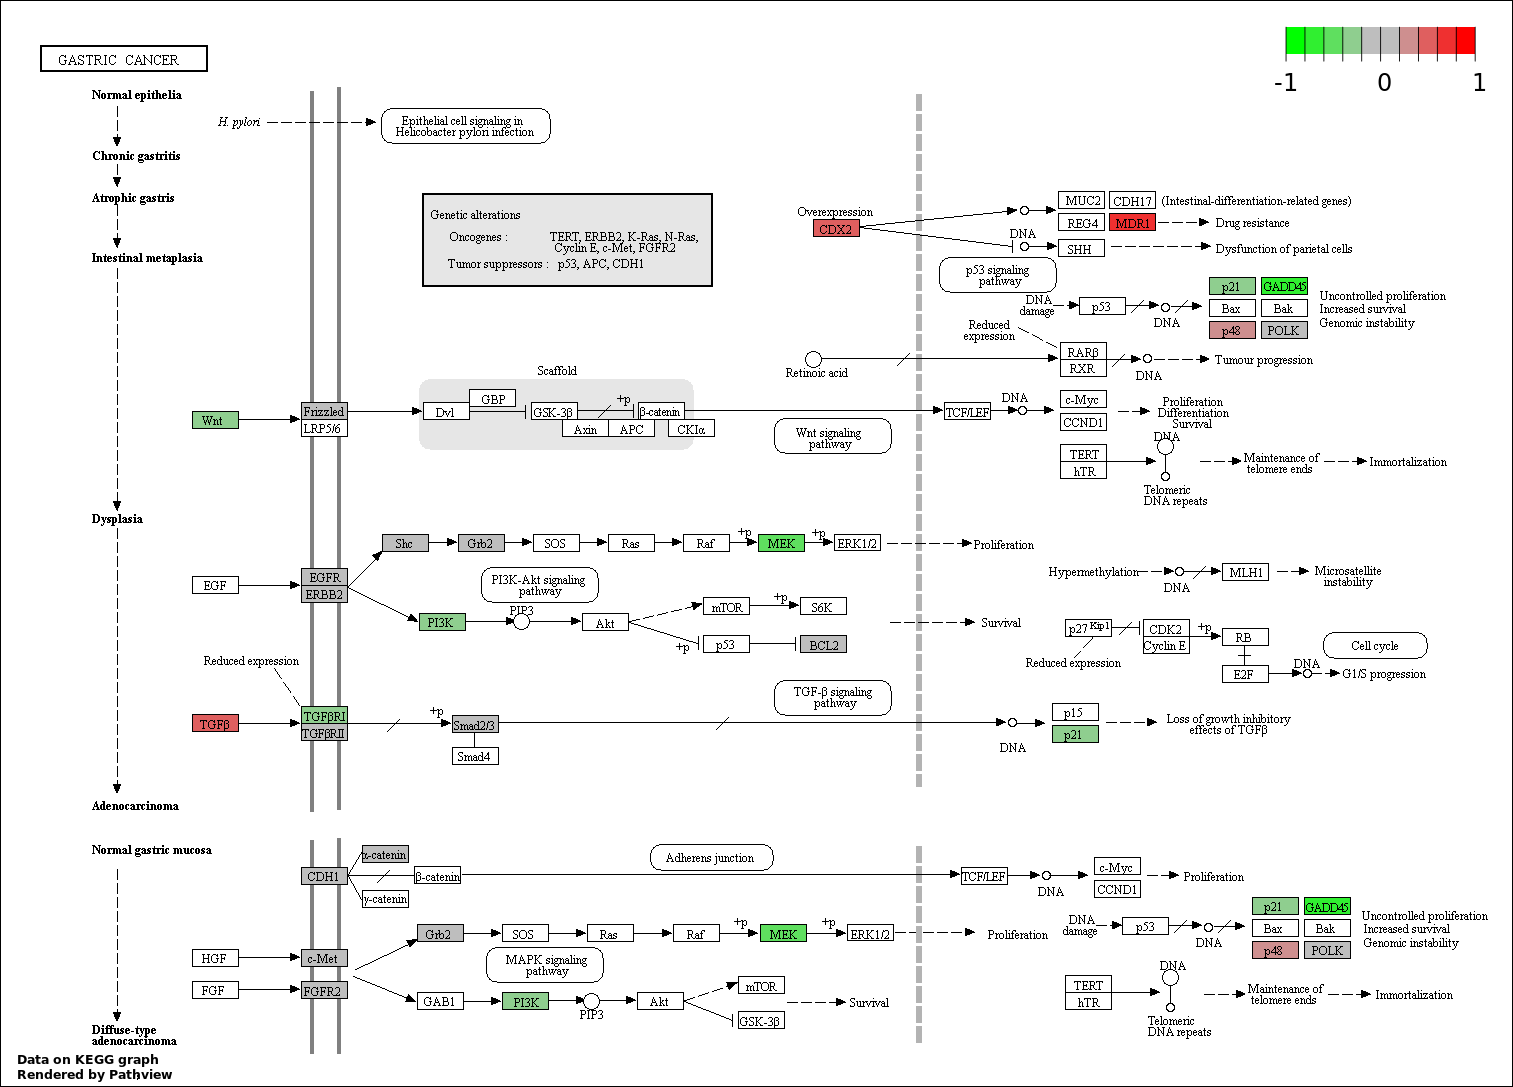 GASTRIC CANCER
-1 0 1
Normal epithelia
H. pylori
Epithelial cell signaling in
Helicobacter pylori infection
Chronic gastritis
Atrophic gastris
Intestinal metaplasia
Genetic alterations
Oncogenes : TERT, ERBB2, K-Ras, N-Ras,
Cyclin E, c-Met, FGFR2
Tumor suppressors : p53, APC, CDH1
Overexpression
CDX2
MUC2 CDH17 (Intestinal-differentiation-related genes)
REG4 MDR1 Drug resistance
DNA
SHH Dysfunction of parietal cells
p53 signaling
pathway
DNA
damage
p53
DNA
p21 GADD45
Bax Bak
p48 POLK
Uncontrolled proliferation
Increased survival
Genomic instability
Reduced
expression
Retinoic acid
RARβ
RXR
DNA
Tumour progression
Scaffold
Wnt
Frizzled
LRP5/6
Dvl
GBP
GSK-3β
+p
β-catenin
Axin APC CKIα
Wnt signaling
pathway
TCF/LEF
DNA
c-Myc
CCND1
Proliferation
Differentiation
Survival
TERT
hTR
DNA
Telomeric
DNA repeats
Maintenance of
telomere ends
Immortalization
Dysplasia
EGF
EGFR
ERBB2
Shc Grb2 SOS Ras Raf +p MEK +p ERK1/2 Proliferation
PI3K-Akt signaling
pathway
PI3K
PIP3
Akt
mTOR +p S6K
+p p53 BCL2
Survival
Hypermethylation
DNA
MLH1
Microsatellite
instability
p27 Kip1
Reduced expression
CDK2
Cyclin E
+p
RB
E2F
DNA
Cell cycle
G1/S progression
Reduced expression
TGFβ
TGFβRI
TGFβRII
+p
Smad2/3
Smad4
TGF-β signaling
pathway
DNA
p15
p21
Loss of growth inhibitory
effects of TGFβ
Adenocarcinoma
Normal gastric mucosa
CDH1
α-catenin
β-catenin
γ-catenin
Adherens junction
TCF/LEF
DNA
c-Myc
CCND1
Proliferation
HGF c-Met
FGF FGFR2
Grb2 SOS Ras Raf +p MEK +p ERK1/2 Proliferation
MAPK signaling
pathway
GAB1 PI3K
PIP3
Akt
mTOR
GSK-3β
Survival
DNA
damage
p53
DNA
p21 GADD45
Bax Bak
p48 POLK
Uncontrolled proliferation
Increased survival
Genomic instability
TERT
hTR
DNA
Telomeric
DNA repeats
Maintenance of
telomere ends
Immortalization
Diffuse-type
adenocarcinoma
Data on KEGG graph
Rendered by Pathview